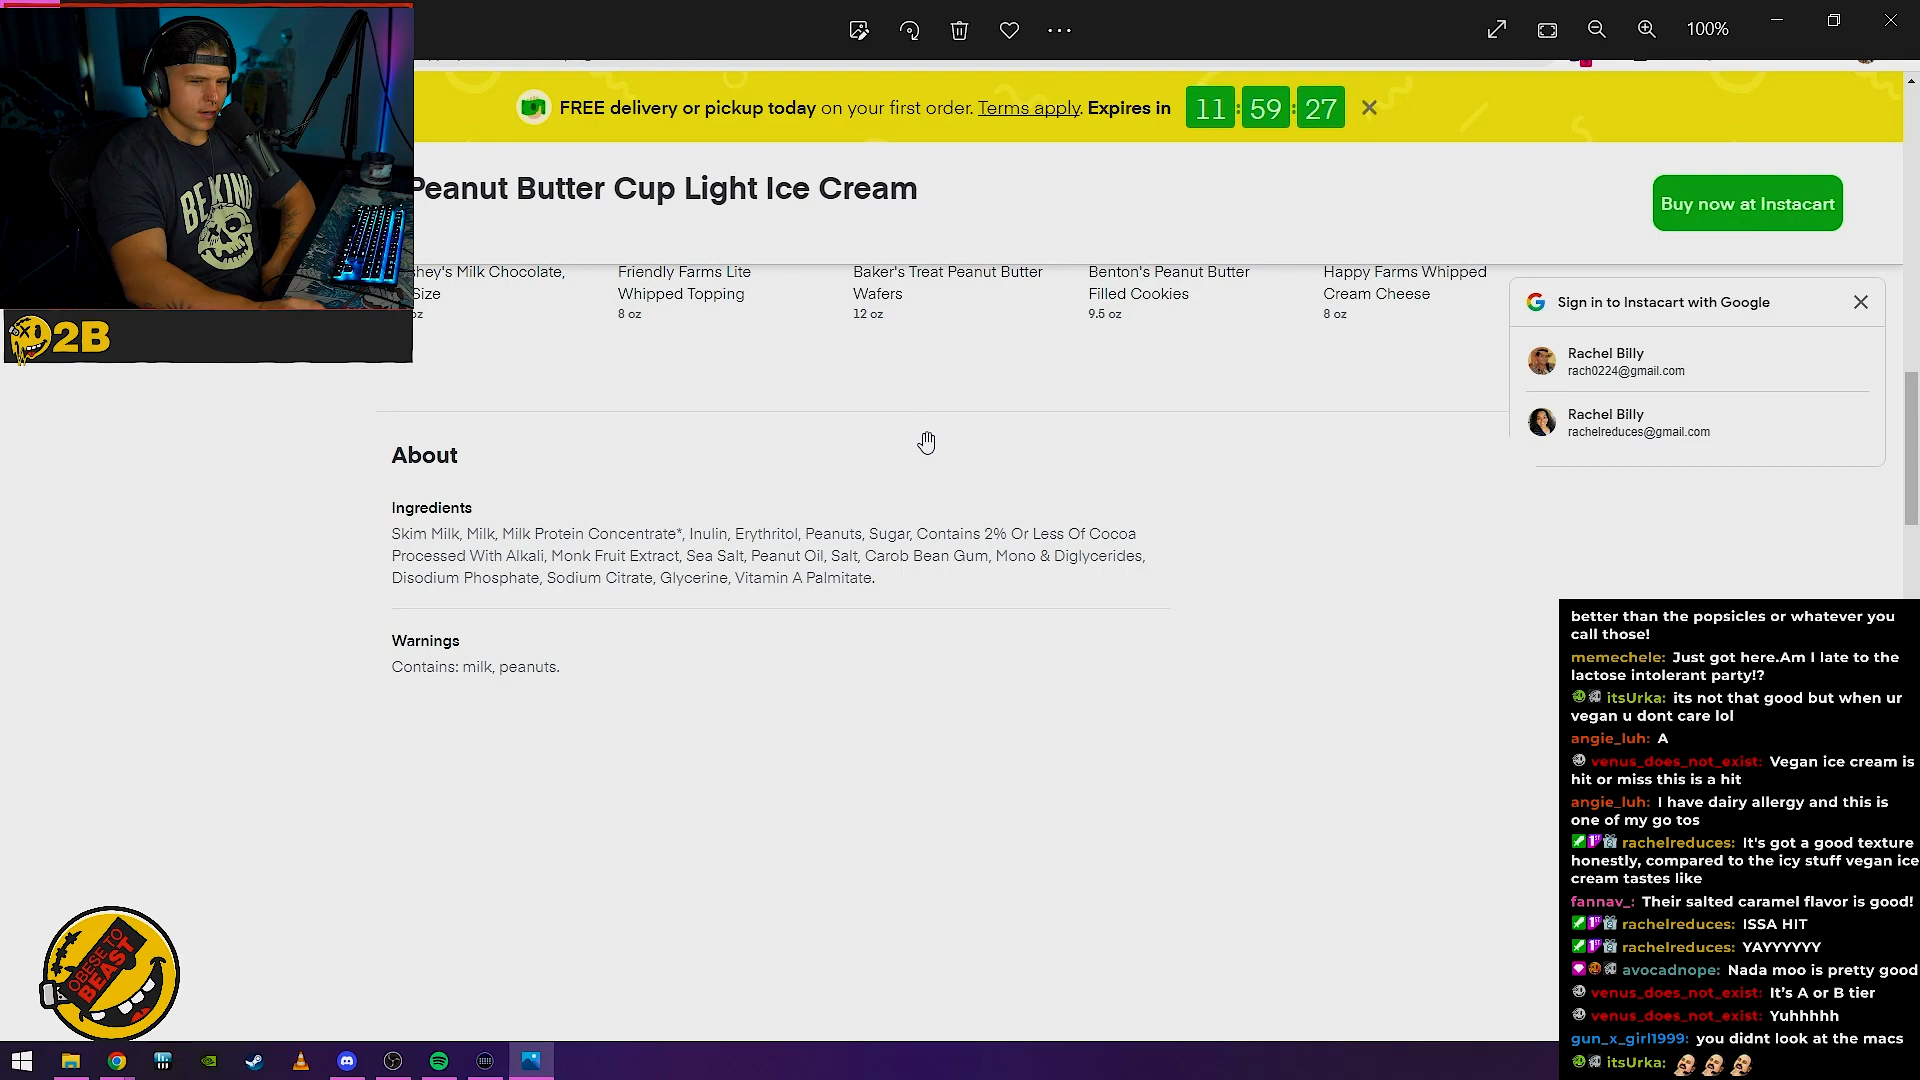 100%
FREE delivery or pickup today on your first order. Terms apply. Expires in 11 : 59 : 27
Peanut Butter Cup Light Ice Cream
Buy now at Instacart
BE KIND
2B
shey's Milk Chocolate,
Size
oz
Friendly Farms Lite
Whipped Topping
8 oz
Baker's Treat Peanut Butter
Wafers
12 oz
Benton's Peanut Butter
Filled Cookies
9.5 oz
Happy Farms Whipped
Cream Cheese
8 oz
Sign in to Instacart with Google
Rachel Billy
rach0224@gmail.com
Rachel Billy
rachelreduces@gmail.com
About
Ingredients
Skim Milk, Milk, Milk Protein Concentrate*, Inulin, Erythritol, Peanuts, Sugar, Contains 2% Or Less Of Cocoa
Processed With Alkali, Monk Fruit Extract, Sea Salt, Peanut Oil, Salt, Carob Bean Gum, Mono & Diglycerides,
Disodium Phosphate, Sodium Citrate, Glycerine, Vitamin A Palmitate.
Warnings
Contains: milk, peanuts.
better than the popsicles or whatever you
call those!
memechele: Just got here.Am I late to the
lactose intolerant party!?
itsUrka: its not that good but when ur
vegan u dont care lol
angie_luh: A
venus_does_not_exist: Vegan ice cream is
hit or miss this is a hit
angie_luh: I have dairy allergy and this is
one of my go tos
rachelreduces: It's got a good texture
honestly, compared to the icy stuff vegan ice
cream tastes like
fannav_: Their salted caramel flavor is good!
rachelreduces: ISSA HIT
rachelreduces: YAYYYYYY
avocadnope: Nada moo is pretty good
venus_does_not_exist: It's A or B tier
venus_does_not_exist: Yuhhhhh
gun_x_girl1999: you didnt look at the macs
itsUrka:
OBESE TO
BEAST